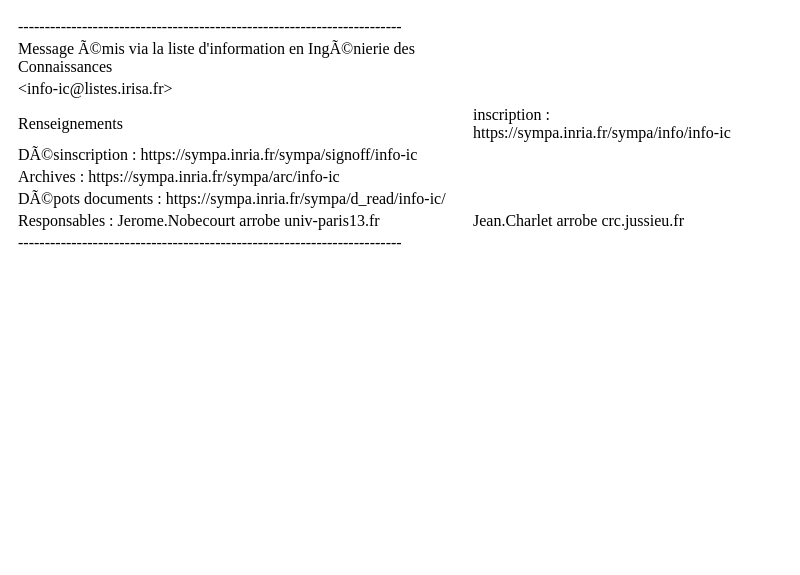 ------------------------------------------------------------------------
Message Ã©mis via la liste d'information en IngÃ©nierie des
Connaissances
<info-ic@listes.irisa.fr>
Renseignements
inscription :
https://sympa.inria.fr/sympa/info/info-ic
DÃ©sinscription : https://sympa.inria.fr/sympa/signoff/info-ic
Archives : https://sympa.inria.fr/sympa/arc/info-ic
DÃ©pots documents : https://sympa.inria.fr/sympa/d_read/info-ic/
Responsables : Jerome.Nobecourt arrobe univ-paris13.fr
Jean.Charlet arrobe crc.jussieu.fr
------------------------------------------------------------------------